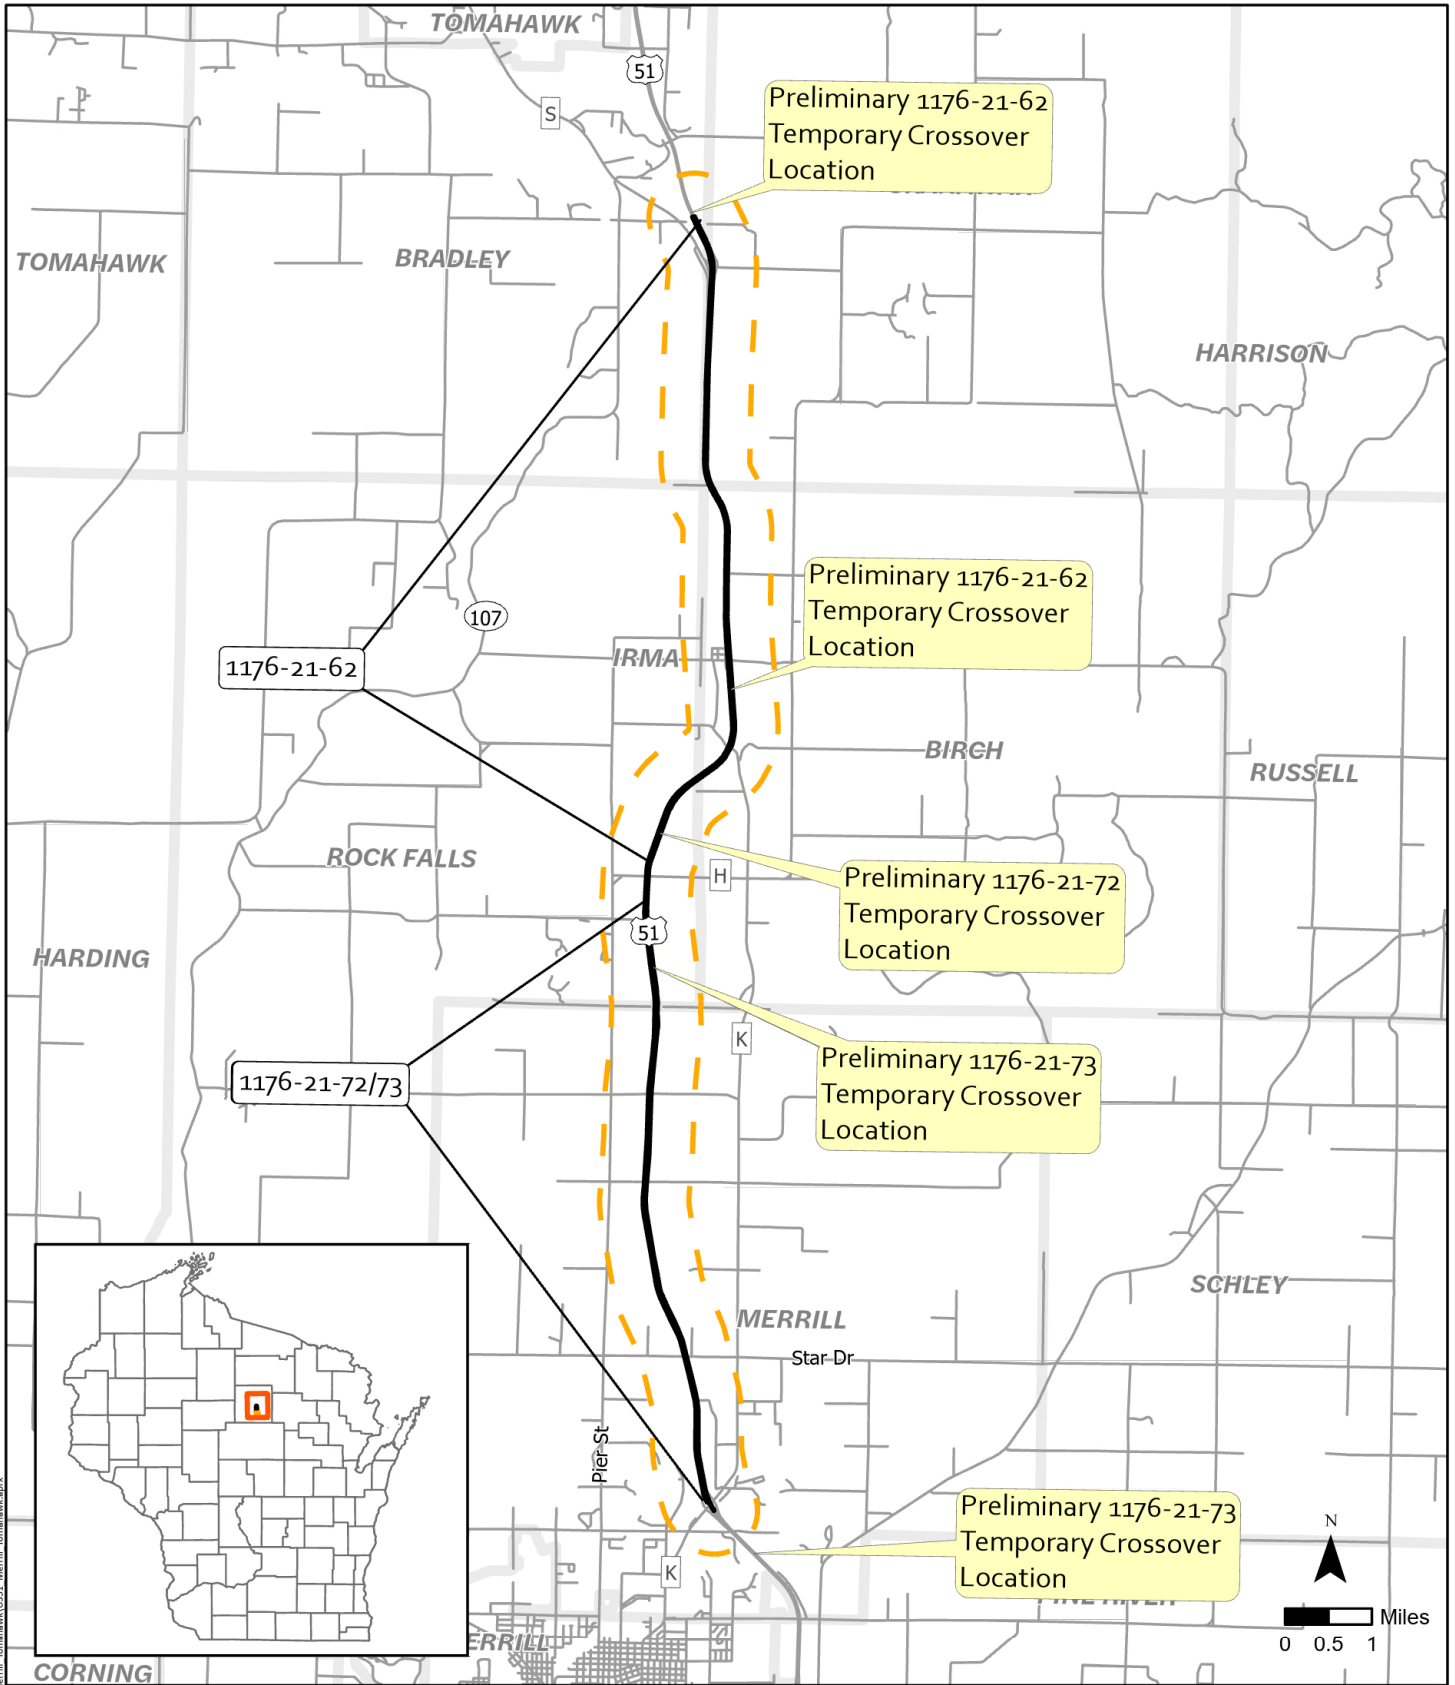 TOMAHAWK
51
S
Preliminary 1176-21-62
Temporary Crossover
Location
TOMAHAWK
BRADLEY
HARRISON
Preliminary 1176-21-62
Temporary Crossover
Location
107
IRMA
1176-21-62
BIRCH
RUSSELL
ROCK FALLS
H
Preliminary 1176-21-72
Temporary Crossover
Location
51
HARDING
K
Preliminary 1176-21-73
Temporary Crossover
Location
1176-21-72/73
SCHLEY
MERRILL
Star Dr
Pier St
Preliminary 1176-21-73
Temporary Crossover
Location
N
K
PINE RIVER
Miles
0 0.5 1
ERRILL
CORNING